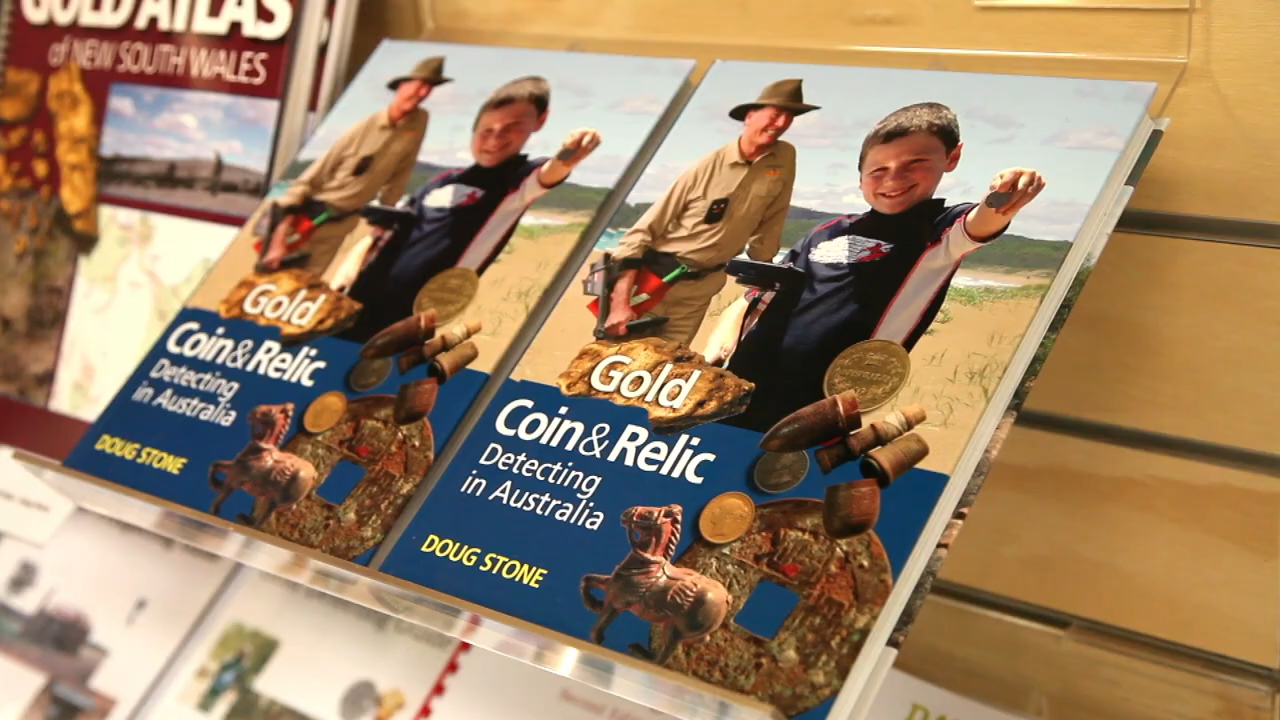 GOLD ATLAS
of NEW SOUTH WALES
Gold
Coin & Relic
Detecting
in Australia
DOUG STONE
Gold
Coin & Relic
Detecting
in Australia
DOUG STONE